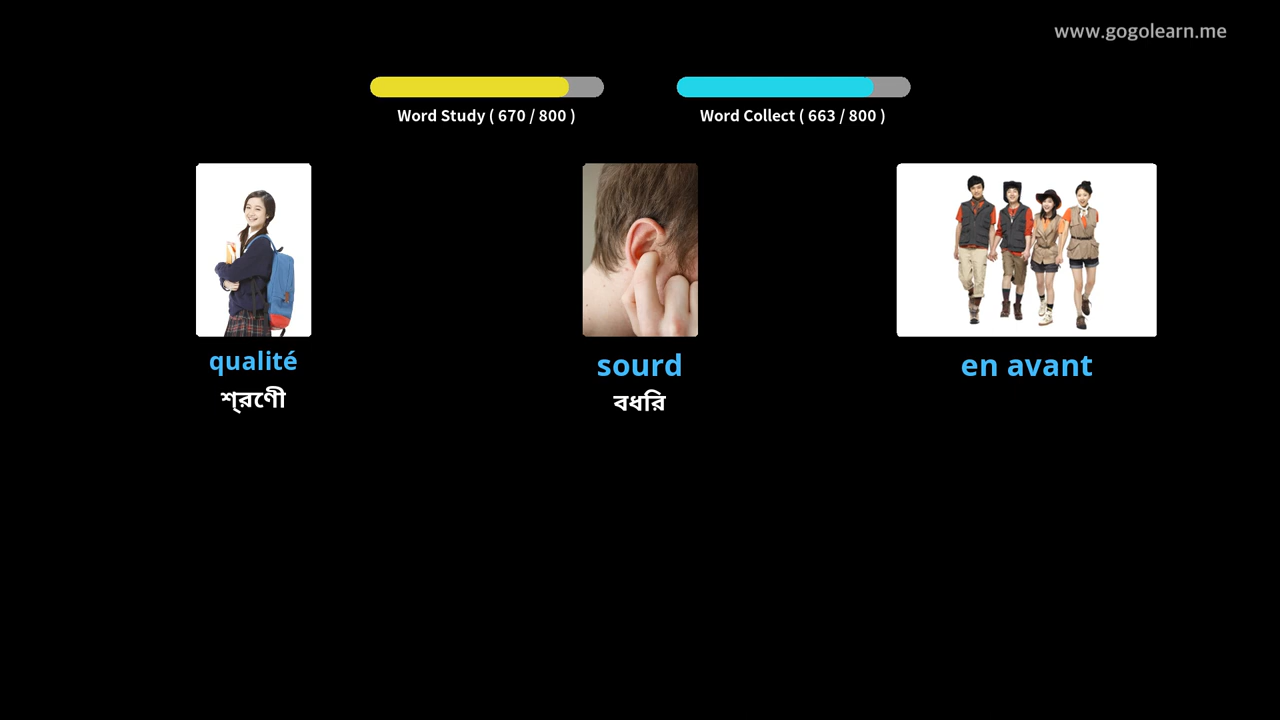 www.gogolearn.me
Word Study ( 670 / 800 )
Word Collect ( 663 / 800 )
qualité
শ্রেণী
sourd
বধির
en avant